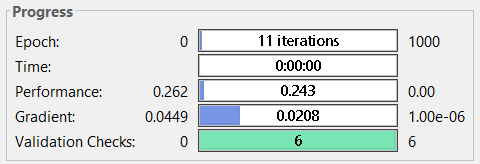 Progress
Epoch: 0 11 iterations 1000
Time: 0:00:00
Performance: 0.262 0.243 0.00
Gradient: 0.0449 0.0208 1.00e-06
Validation Checks: 0 6 6